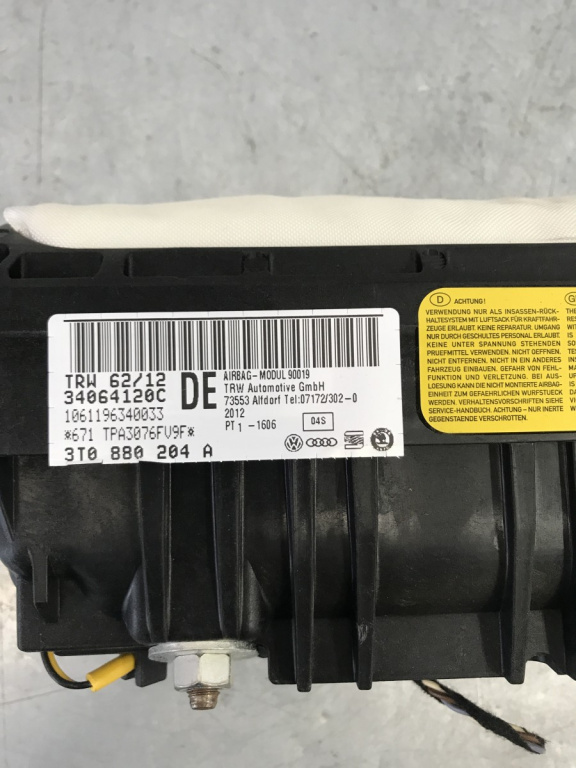 TRW 62/12
34064120C
DE
1061196340033
*671 TPA3076FV9F*
3T0 880 204 A
AIRBAG-MODUL 90019
TRW Automotive GmbH
73553 Alfdorf Tel:07172/302-0
2012
PT 1 -1606
04S
D ACHTUNG!
VERWENDUNG NUR ALS INSASSEN-RÜCK-
HALTESYSTEM MIT LUFTSACK FÜR KRAFTFAHR-
ZEUGE ERLAUBT. KEINE REPARATUR. UMGANG
NUR DURCH GESCHULTES PERSONAL ERLAUBT.
KEINE UNTER SPANNUNG STEHENDEN
PRUEFMITTEL VERWENDEN. NICHT OEFFNEN.
NICHT ENTZUENDEN. NICHT IN EIN ANDERES
FAHRZEUG EINBAUEN. GEFAHR VON FEHL-
FUNKTION UND VERLETZUNG. BEI AUS-
LOESUNG KANN DIE NICHT MONTIERTE AIRBAG-
EINHEIT ZUM GEFAEHRLICHEN WURFSTUECK
WERDEN. HERSTELLERVORSCHRIFTEN SIEHE
SERVICE-HANDBUCH. ACHTUNG! NIE WARTENDE
GEGENSTAENDE VERSCHROTTEN.